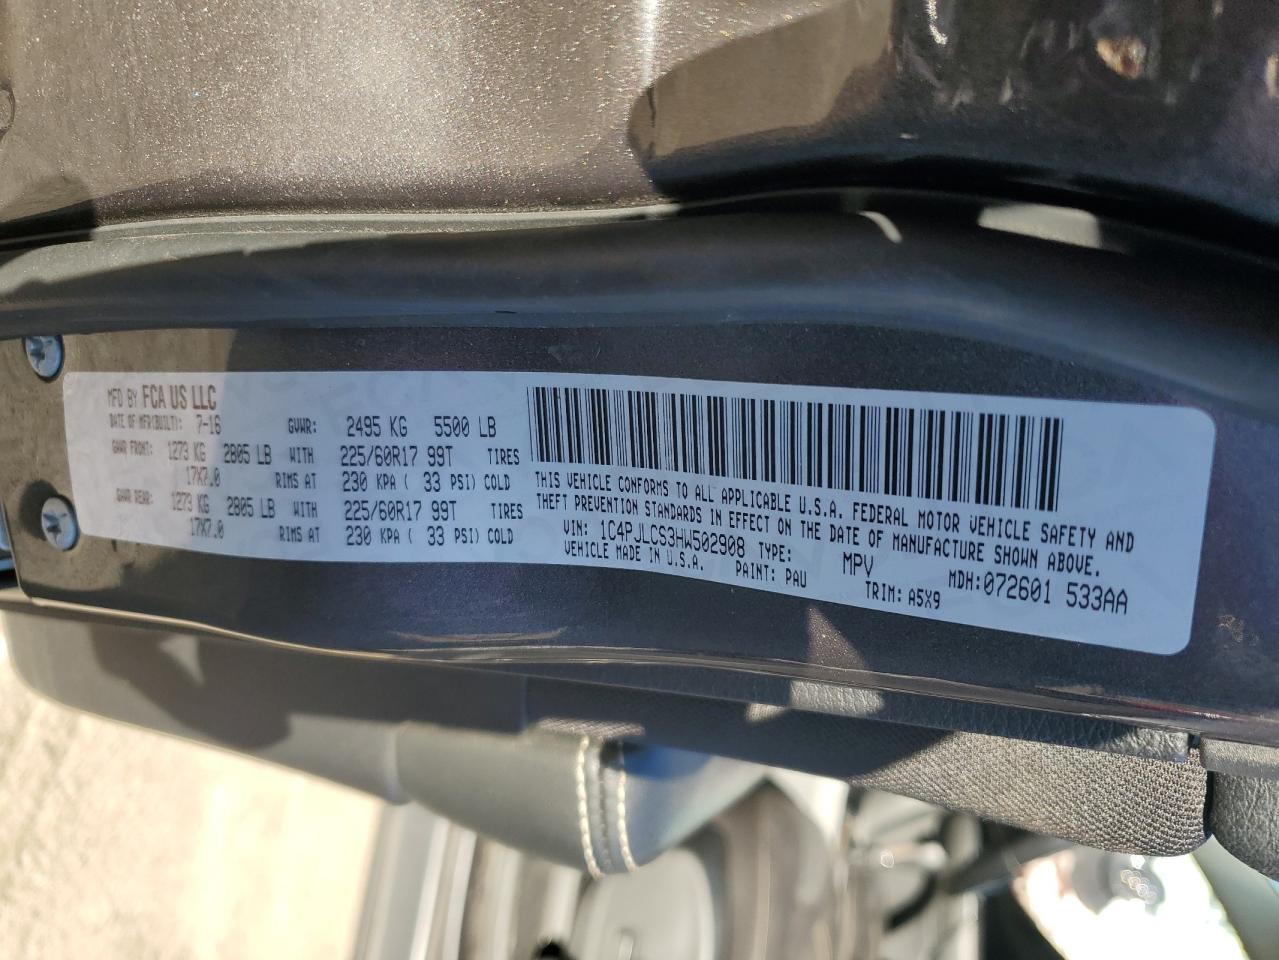 MFD BY FCA US LLC
DATE OF MFR(BUILT): 7-16 GVWR: 2495 KG 5500 LB
GAWR FRONT: 1273 KG 2805 LB WITH 225/60R17 99T TIRES
17X7.0 RIMS AT 230 KPA ( 33 PSI) COLD
GAWR REAR: 1273 KG 2805 LB WITH 225/60R17 99T TIRES
17X7.0 RIMS AT 230 KPA ( 33 PSI) COLD
THIS VEHICLE CONFORMS TO ALL APPLICABLE U.S.A. FEDERAL MOTOR VEHICLE SAFETY AND
THEFT PREVENTION STANDARDS IN EFFECT ON THE DATE OF MANUFACTURE SHOWN ABOVE.
VIN: 1C4PJLCS3HW502908 TYPE: MPV MDH:072601 533AA
VEHICLE MADE IN U.S.A. PAINT: PAU TRIM: A5X9